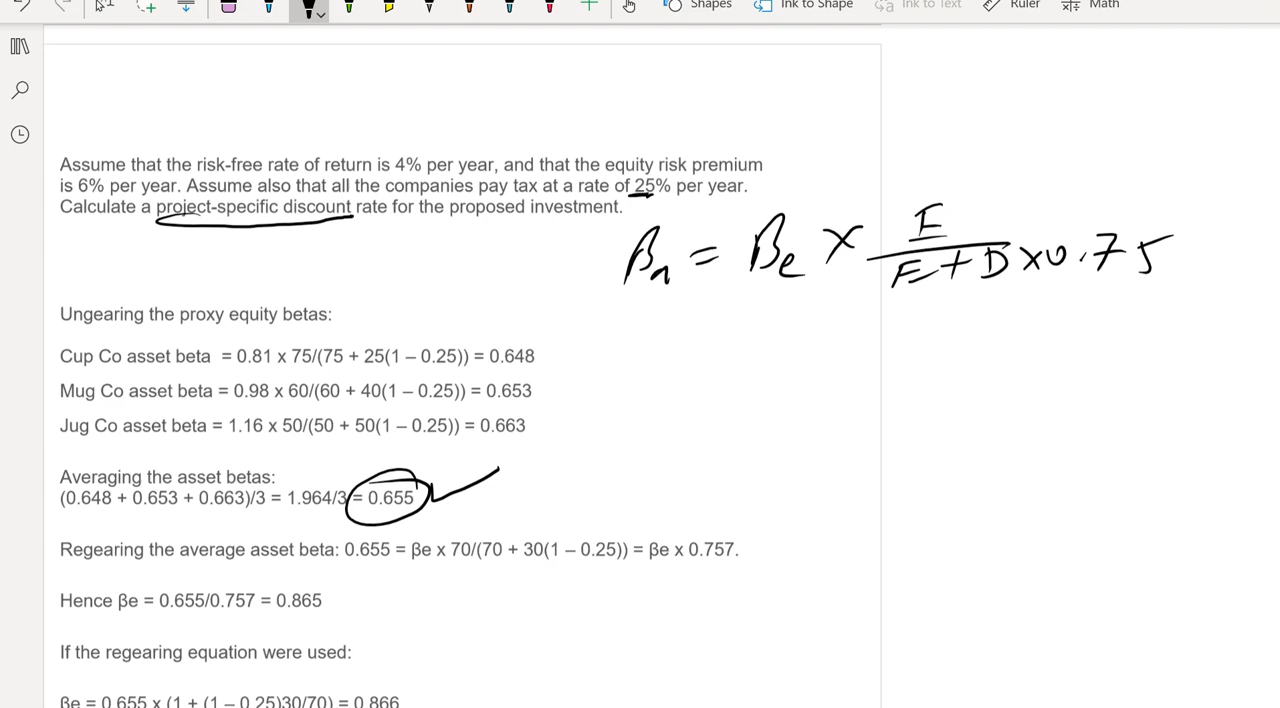 Shapes Ink to Shape Ink to Text Ruler Math
Assume that the risk-free rate of return is 4% per year, and that the equity risk premium
is 6% per year. Assume also that all the companies pay tax at a rate of 25% per year.
Calculate a project-specific discount rate for the proposed investment.
βa = βe × E / E + D × 0.75
Ungearing the proxy equity betas:
Cup Co asset beta = 0.81 x 75/(75 + 25(1 – 0.25)) = 0.648
Mug Co asset beta = 0.98 x 60/(60 + 40(1 – 0.25)) = 0.653
Jug Co asset beta = 1.16 x 50/(50 + 50(1 – 0.25)) = 0.663
Averaging the asset betas:
(0.648 + 0.653 + 0.663)/3 = 1.964/3 = 0.655
Regearing the average asset beta: 0.655 = βe x 70/(70 + 30(1 – 0.25)) = βe x 0.757.
Hence βe = 0.655/0.757 = 0.865
If the regearing equation were used:
βe = 0.655 x (1 + (1 – 0.25)30/70) = 0.866